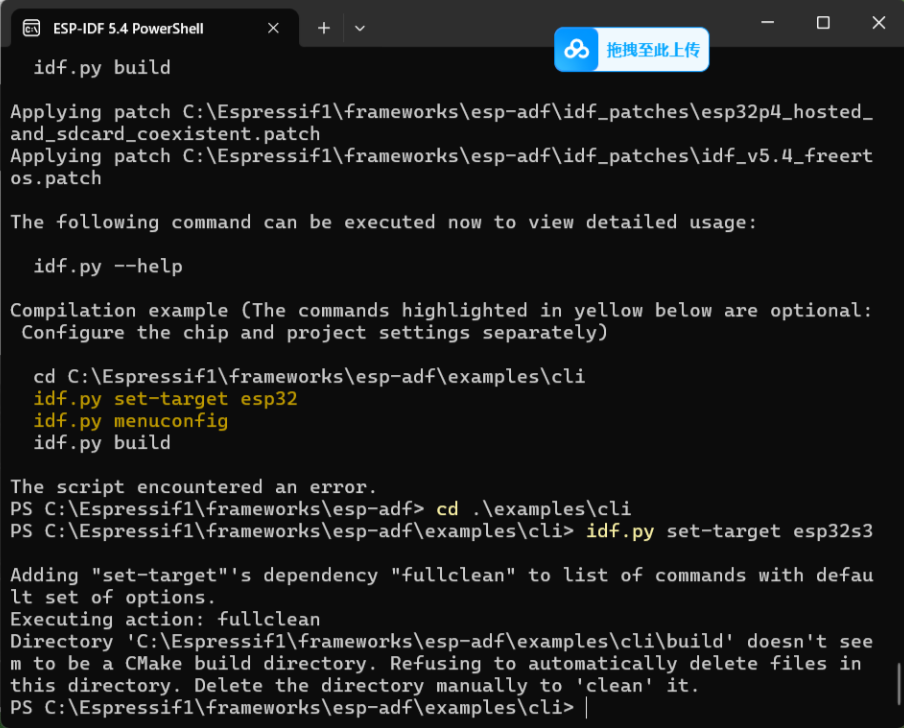 ESP-IDF 5.4 PowerShell
拖拽至此上传
idf.py build
Applying patch C:\Espressif1\frameworks\esp-adf\idf_patches\esp32p4_hosted_
and_sdcard_coexistent.patch
Applying patch C:\Espressif1\frameworks\esp-adf\idf_patches\idf_v5.4_freert
os.patch
The following command can be executed now to view detailed usage:
idf.py --help
Compilation example (The commands highlighted in yellow below are optional:
Configure the chip and project settings separately)
cd C:\Espressif1\frameworks\esp-adf\examples\cli
idf.py set-target esp32
idf.py menuconfig
idf.py build
The script encountered an error.
PS C:\Espressif1\frameworks\esp-adf> cd .\examples\cli
PS C:\Espressif1\frameworks\esp-adf\examples\cli> idf.py set-target esp32s3
Adding "set-target"'s dependency "fullclean" to list of commands with defau
lt set of options.
Executing action: fullclean
Directory 'C:\Espressif1\frameworks\esp-adf\examples\cli\build' doesn't see
m to be a CMake build directory. Refusing to automatically delete files in
this directory. Delete the directory manually to 'clean' it.
PS C:\Espressif1\frameworks\esp-adf\examples\cli>